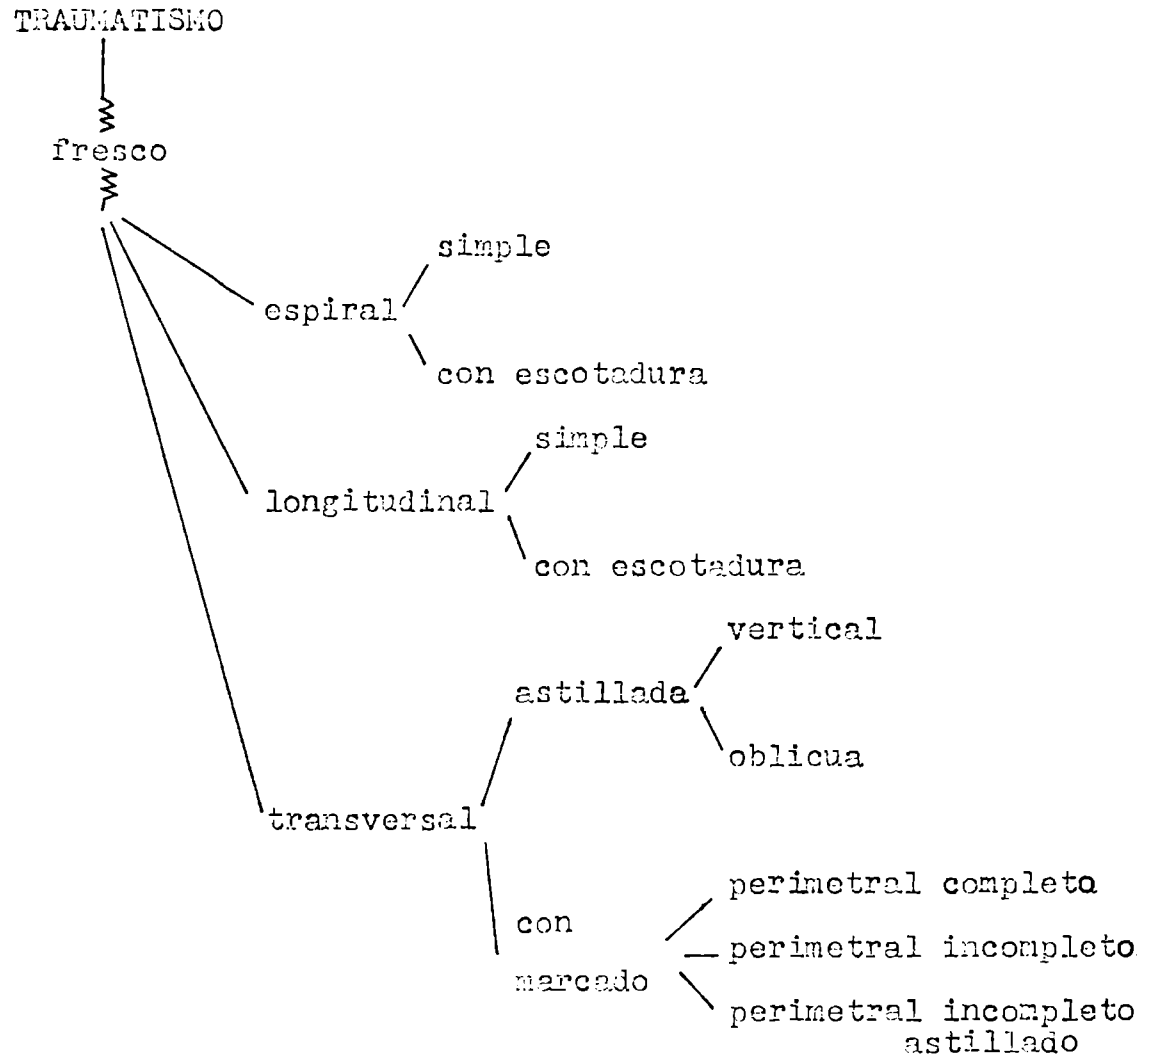 TRAUMATISMO
fresco
simple
espiral
con escotadura
simple
longitudinal
con escotadura
vertical
astillada
oblicua
transversal
perimetral completo
con
marcado
perimetral incompleto
perimetral incompleto
astillado